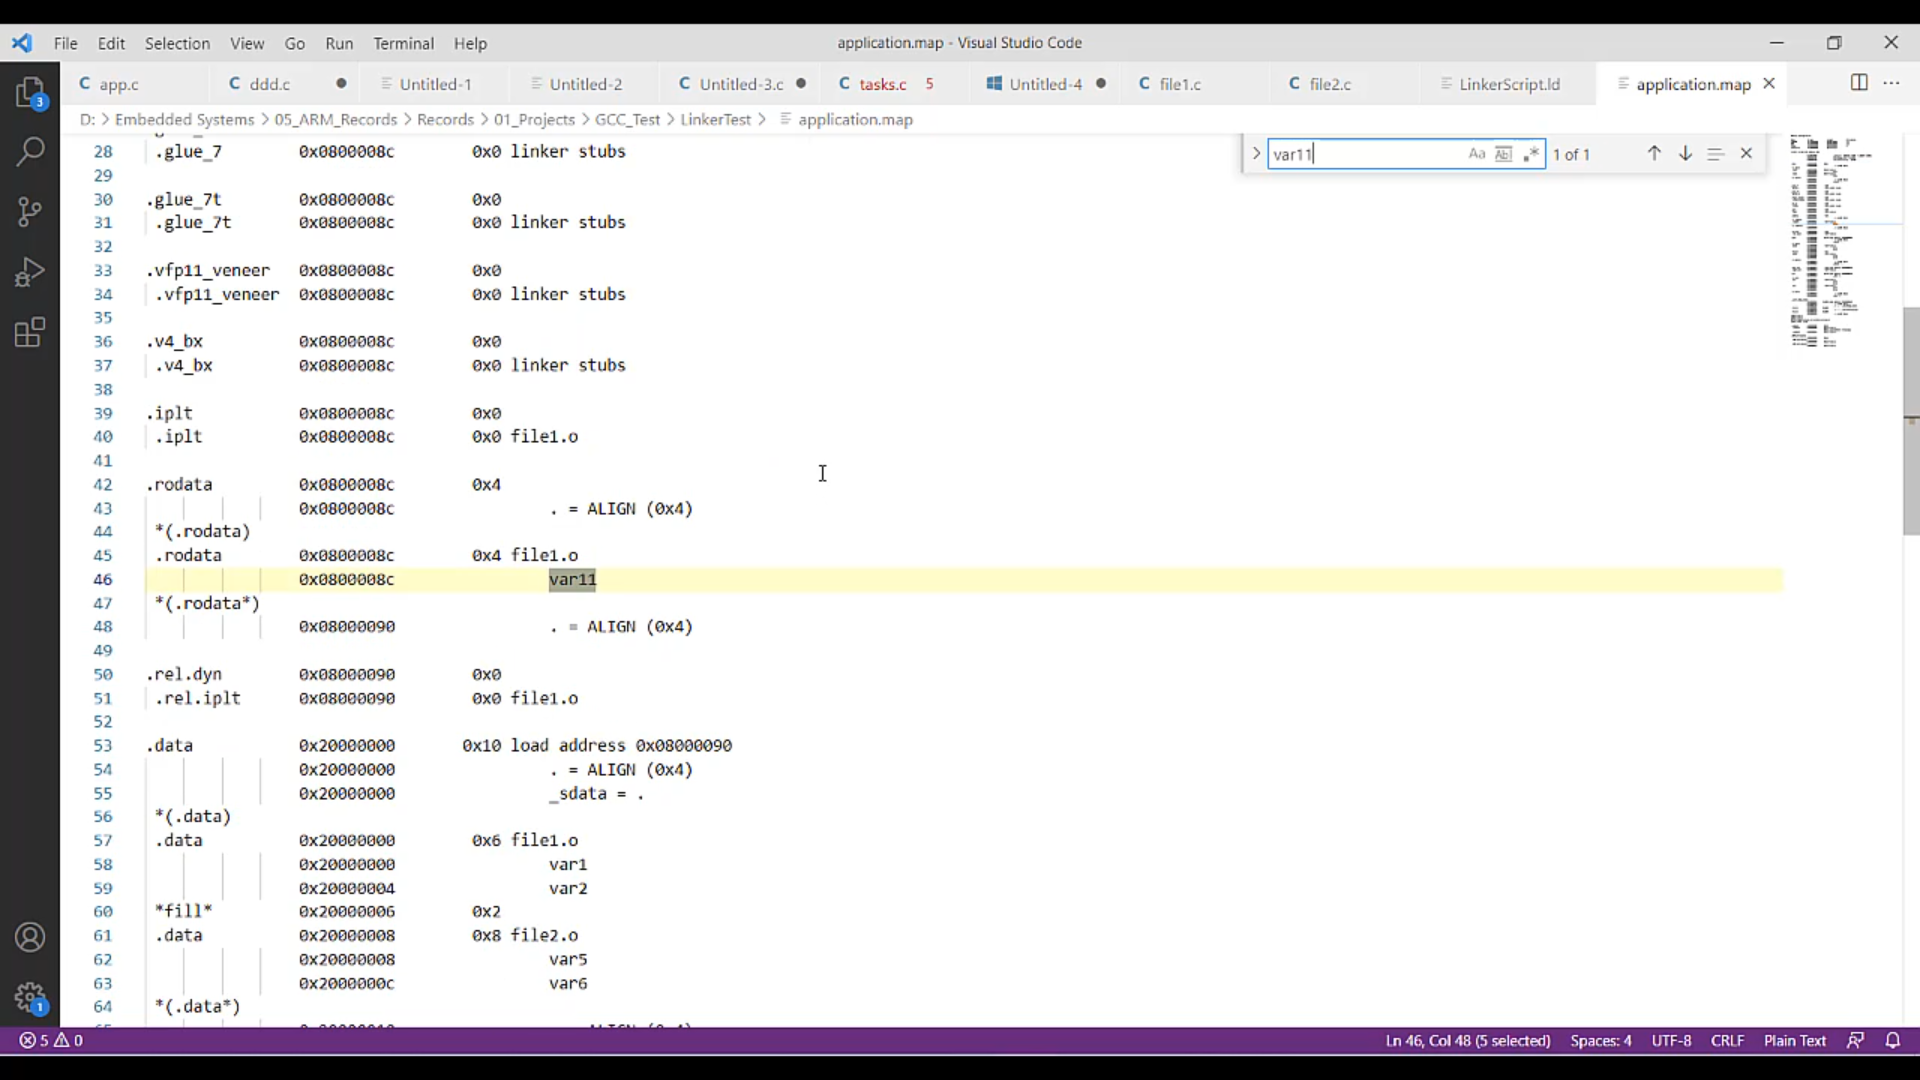 File Edit Selection View Go Run Terminal Help application.map - Visual Studio Code
app.c ddd.c Untitled-1 Untitled-2 Untitled-3.c tasks.c 5 Untitled-4 file1.c file2.c LinkerScript.ld application.map
D: > Embedded Systems > 05_ARM_Records > Records > 01_Projects > GCC_Test > LinkerTest > application.map
var11 Aa Ab| .* 1 of 1
28 .glue_7 0x0800008c 0x0 linker stubs
29
30 .glue_7t 0x0800008c 0x0
31 .glue_7t 0x0800008c 0x0 linker stubs
32
33 .vfp11_veneer 0x0800008c 0x0
34 .vfp11_veneer 0x0800008c 0x0 linker stubs
35
36 .v4_bx 0x0800008c 0x0
37 .v4_bx 0x0800008c 0x0 linker stubs
38
39 .iplt 0x0800008c 0x0
40 .iplt 0x0800008c 0x0 file1.o
41
42 .rodata 0x0800008c 0x4
43 0x0800008c . = ALIGN (0x4)
44 *(.rodata)
45 .rodata 0x0800008c 0x4 file1.o
46 0x0800008c var11
47 *(.rodata*)
48 0x08000090 . = ALIGN (0x4)
49
50 .rel.dyn 0x08000090 0x0
51 .rel.iplt 0x08000090 0x0 file1.o
52
53 .data 0x20000000 0x10 load address 0x08000090
54 0x20000000 . = ALIGN (0x4)
55 0x20000000 _sdata = .
56 *(.data)
57 .data 0x20000000 0x6 file1.o
58 0x20000000 var1
59 0x20000004 var2
60 *fill* 0x20000006 0x2
61 .data 0x20000008 0x8 file2.o
62 0x20000008 var5
63 0x2000000c var6
64 *(.data*)
3
1
5 0 Ln 46, Col 48 (5 selected) Spaces: 4 UTF-8 CRLF Plain Text